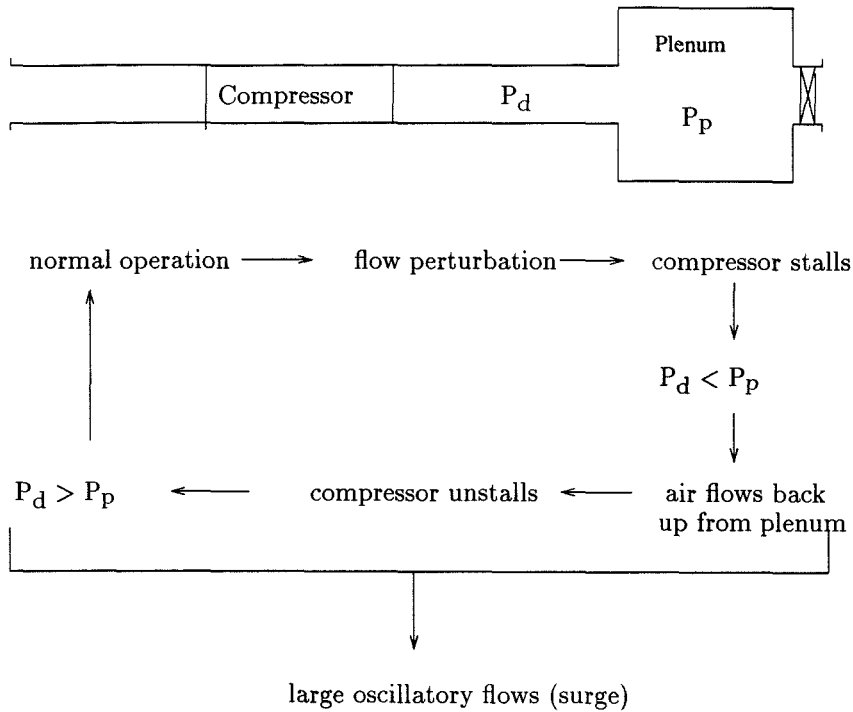 Plenum
Compressor
P_d
P_p
normal operation
flow perturbation
compressor stalls
P_d < P_p
P_d > P_p
compressor unstalls
air flows back
up from plenum
large oscillatory flows (surge)